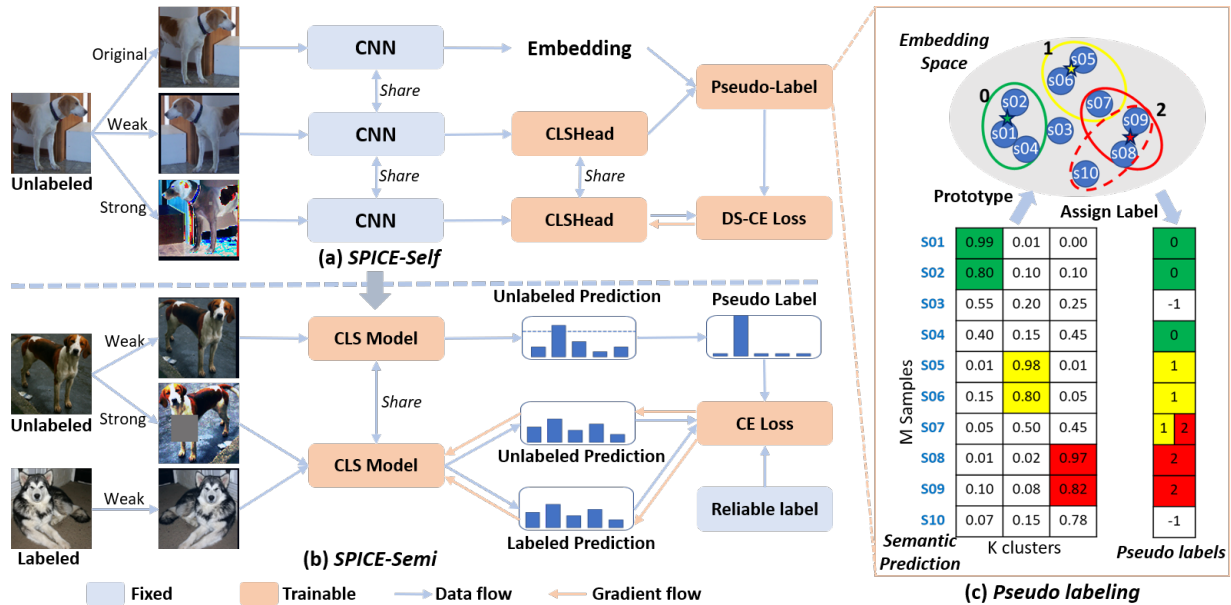 Original
CNN
Embedding
Share
Weak
CNN
CLSHead
Pseudo-Label
Unlabeled
Share
Share
Strong
CNN
CLSHead
DS-CE Loss
(a) SPICE-Self
Unlabeled Prediction
Pseudo Label
Weak
CLS Model
Unlabeled
Share
Strong
CLS Model
Unlabeled Prediction
CE Loss
Weak
Labeled
Labeled Prediction
Reliable label
(b) SPICE-Semi
Fixed
Trainable
Data flow
Gradient flow
Embedding
Space
1
s05
s06
0
s02
s01
s04
s03
s07
2
s09
s08
s10
Prototype
Assign Label
S01 0.99 0.01 0.00 0
S02 0.80 0.10 0.10 0
S03 0.55 0.20 0.25 -1
S04 0.40 0.15 0.45 0
S05 0.01 0.98 0.01 1
S06 0.15 0.80 0.05 1
S07 0.05 0.50 0.45 1 2
S08 0.01 0.02 0.97 2
S09 0.10 0.08 0.82 2
S10 0.07 0.15 0.78 -1
M Samples
Semantic
Prediction
K clusters
Pseudo labels
(c) Pseudo labeling